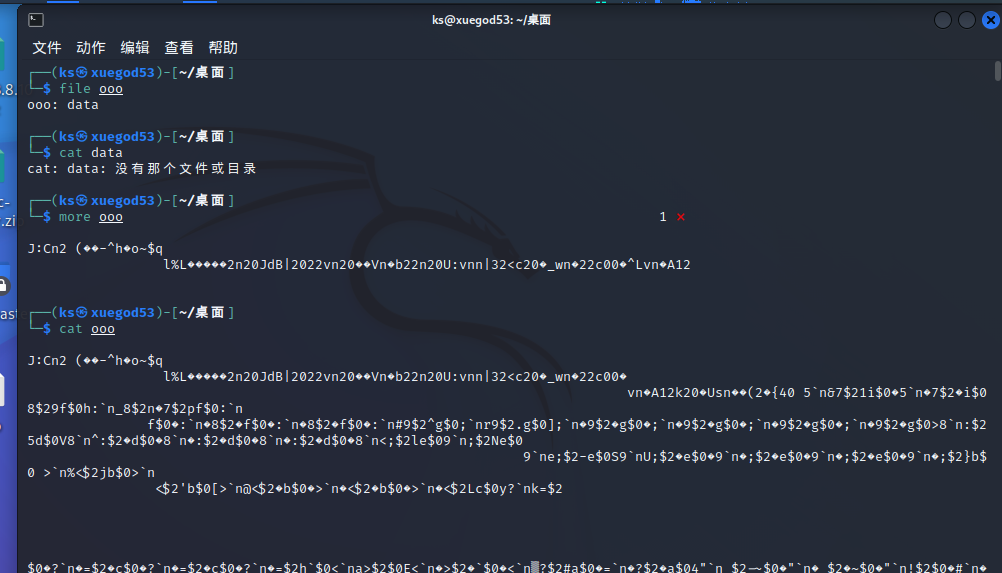 ks@xuegod53: ~/桌面
文件 动作 编辑 查看 帮助
┌──(ks㉿xuegod53)-[~/桌面]
└─$ file ooo
ooo: data
┌──(ks㉿xuegod53)-[~/桌面]
└─$ cat data
cat: data: 没有那个文件或目录
┌──(ks㉿xuegod53)-[~/桌面]
└─$ more ooo 1 ⨯
J:Cn2 (��-^h�o~$q
l%L�����2n20JdB|2022vn20��Vn�b22n20U:vnn|32<c20�_wn�22c00�^Lvn�A12
┌──(ks㉿xuegod53)-[~/桌面]
└─$ cat ooo
J:Cn2 (��-^h�o~$q
l%L�����2n20JdB|2022vn20��Vn�b22n20U:vnn|32<c20�_wn�22c00�
vn�A12k20�Usn��(2�{40 5`n&7$21i$0�5`n�7$2�i$0
8$29f$0h:`n_8$2n�7$2pf$0:`n
f$0�:`n�8$2�f$0�:`n�8$2�f$0�:`n#9$2^g$0;`nr9$2.g$0];`n�9$2�g$0�;`n�9$2�g$0�;`n�9$2�g$0�;`n�9$2�g$0>8`n:$2
5d$0V8`n^:$2�d$0�8`n�:$2�d$0�8`n�:$2�d$0�8`n<;$2le$09`n;$2Ne$0
9`ne;$2-e$0S9`nU;$2�e$0�9`n�;$2�e$0�9`n�;$2�e$0�9`n�;$2}b$
0 >`n%<$2jb$0>`n
<$2'b$0[>`n@<$2�b$0�>`n�<$2�b$0�>`n�<$2Lc$0y?`nk=$2
$0�?`n�=$2�c$0�?`n�=$2�c$0�?`n�=$2h`$0<`na>$2$0E<`n�>$2�`$0�<`n